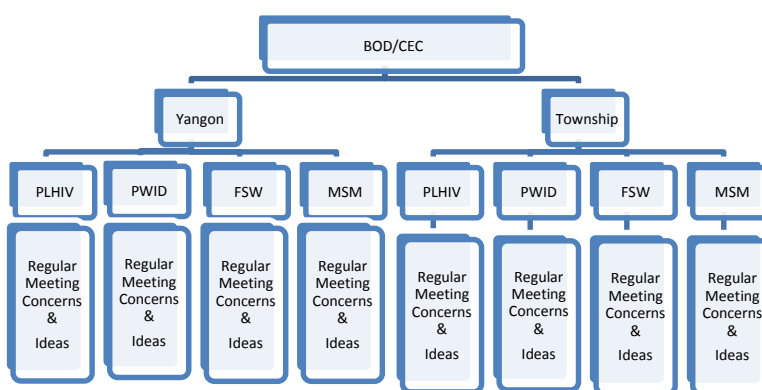 BOD/CEC
Yangon
Township
PLHIV
PWID
FSW
MSM
PLHIV
PWID
FSW
MSM
Regular
Meeting
Concerns
&
Ideas
Regular
Meeting
Concerns
&
Ideas
Regular
Meeting
Concerns
&
Ideas
Regular
Meeting
Concerns
&
Ideas
Regular
Meeting
Concerns
&
Ideas
Regular
Meeting
Concerns
&
Ideas
Regular
Meeting
Concerns
&
Ideas
Regular
Meeting
Concerns
&
Ideas